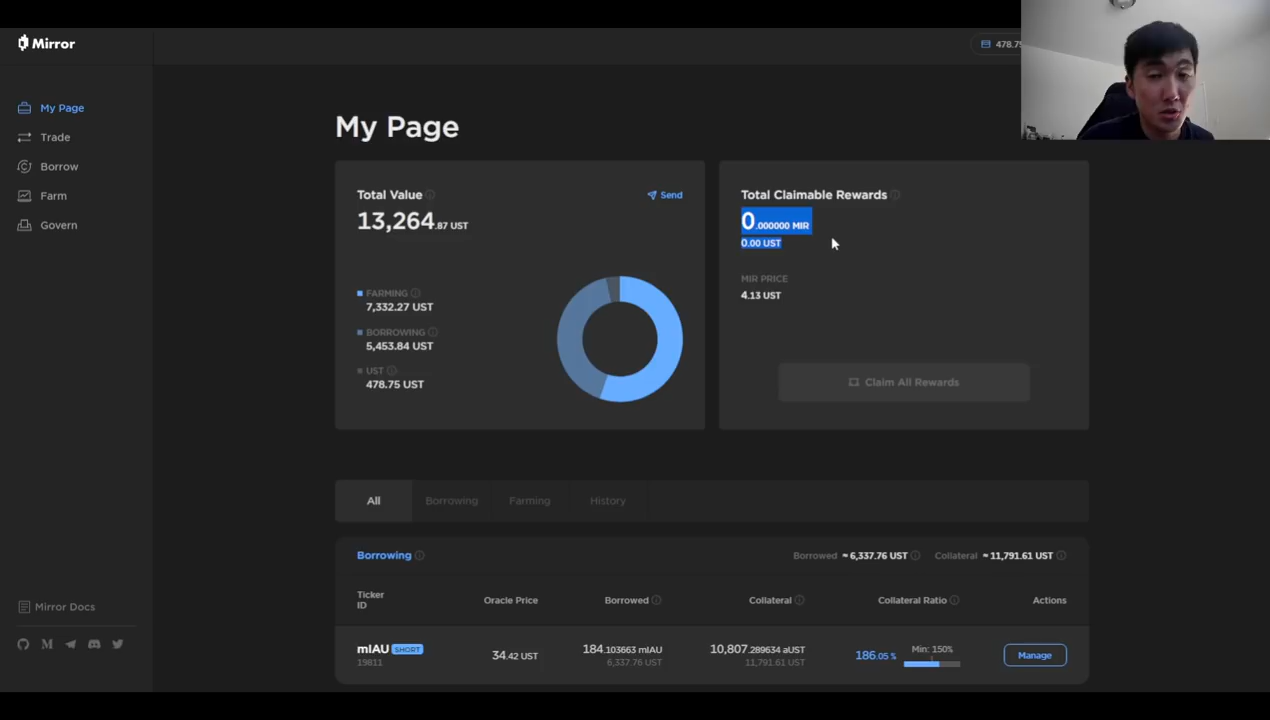 Mirror
478.75
My Page
Trade
Borrow
Farm
Govern
Mirror Docs
My Page
Total Value
Send
13,264.87 UST
FARMING
7,332.27 UST
BORROWING
5,453.84 UST
UST
478.75 UST
Total Claimable Rewards
0.000000 MIR
0.00 UST
MIR PRICE
4.13 UST
Claim All Rewards
All Borrowing Farming History
Borrowing
Borrowed ≈ 6,337.76 UST Collateral ≈ 11,791.61 UST
Ticker
ID
Oracle Price Borrowed Collateral Collateral Ratio Actions
mIAU SHORT
19811
34.42 UST
184.103663 mIAU
6,337.76 UST
10,807.289634 aUST
11,791.61 UST
186.05 %
Min: 150%
Manage